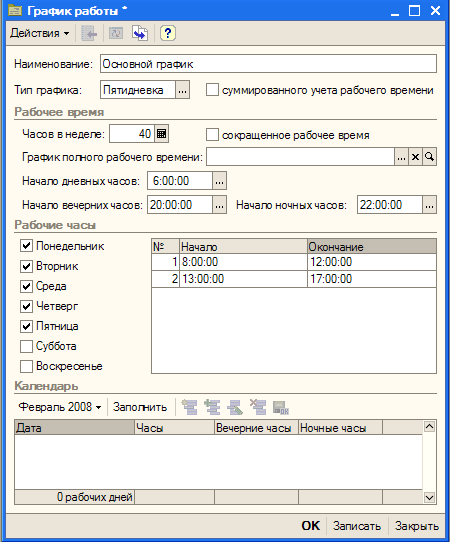 График работы *
Действия
Наименование: Основной график
Тип графика: Пятидневка ... суммированного учета рабочего времени
Рабочее время
Часов в неделе: 40 сокращенное рабочее время
График полного рабочего времени: ...
Начало дневных часов: 6:00:00 ...
Начало вечерних часов: 20:00:00 ... Начало ночных часов: 22:00:00 ...
Рабочие часы
Понедельник
Вторник
Среда
Четверг
Пятница
Суббота
Воскресенье
№ Начало Окончание
1 8:00:00 12:00:00
2 13:00:00 17:00:00
Календарь
Февраль 2008 Заполнить
Дата Часы Вечерние часы Ночные часы
0 рабочих дней
OK Записать Закрыть